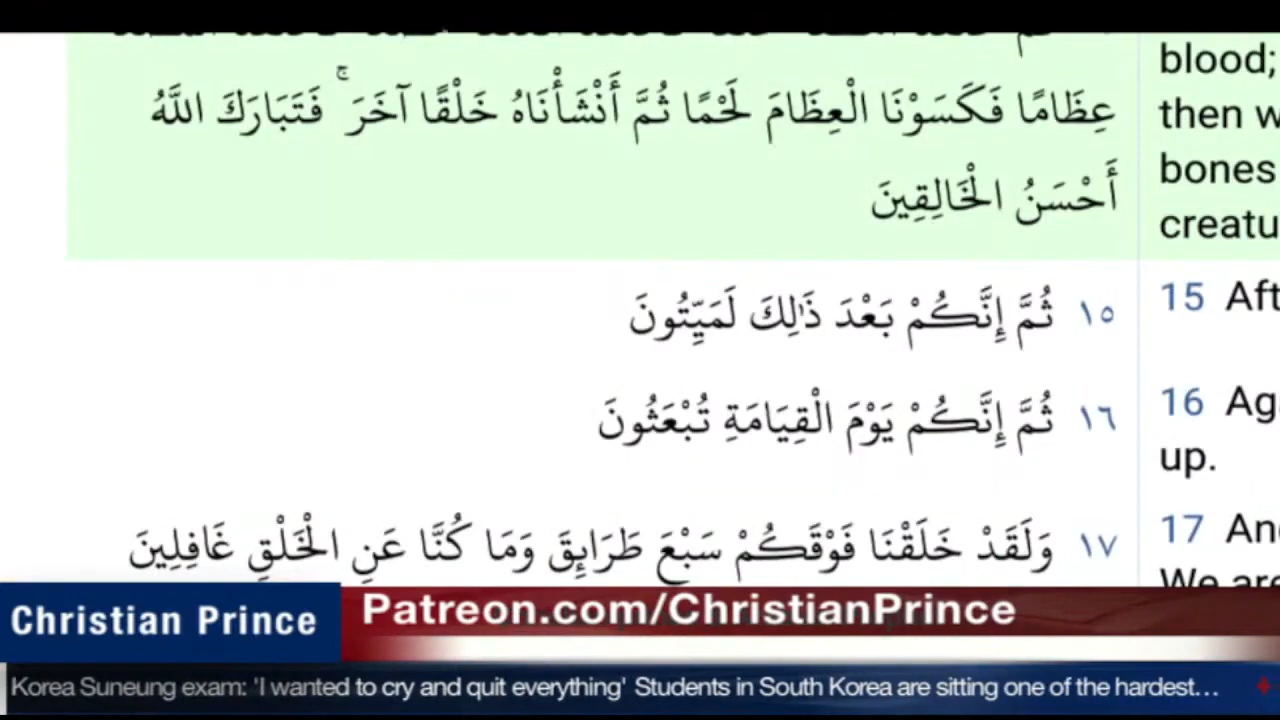 عِظَامًا فَكَسَوْنَا الْعِظَامَ لَحْمًا ثُمَّ أَنْشَأْنَاهُ خَلْقًا آخَرَ ۚ فَتَبَارَكَ اللَّهُ
أَحْسَنُ الْخَالِقِينَ
١٥ ثُمَّ إِنَّكُمْ بَعْدَ ذَٰلِكَ لَمَيِّتُونَ
١٦ ثُمَّ إِنَّكُمْ يَوْمَ الْقِيَامَةِ تُبْعَثُونَ
١٧ وَلَقَدْ خَلَقْنَا فَوْقَكُمْ سَبْعَ طَرَائِقَ وَمَا كُنَّا عَنِ الْخَلْقِ غَافِلِينَ
blood;
then w
bones
creatu
15 Aft
16 Ag
up.
17 An
We are
Christian Prince
Patreon.com/ChristianPrince
Korea Suneung exam: 'I wanted to cry and quit everything' Students in South Korea are sitting one of the hardest...